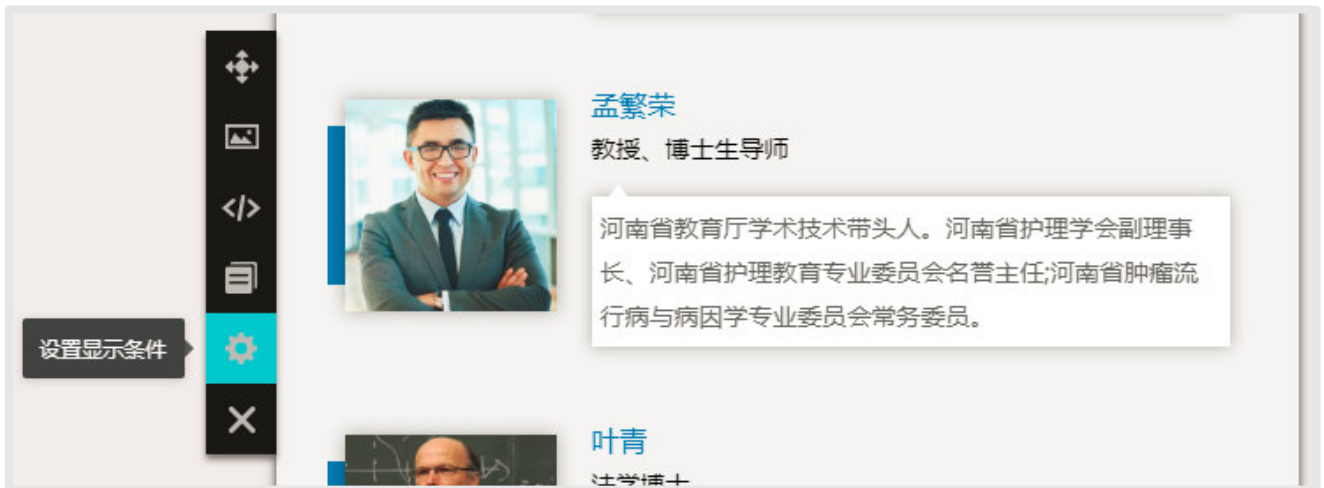 孟繁荣
教授、博士生导师
河南省教育厅学术技术带头人。河南省护理学会副理事
长、河南省护理教育专业委员会名誉主任;河南省肿瘤流
行病与病因学专业委员会常务委员。
设置显示条件
叶青
法学博士